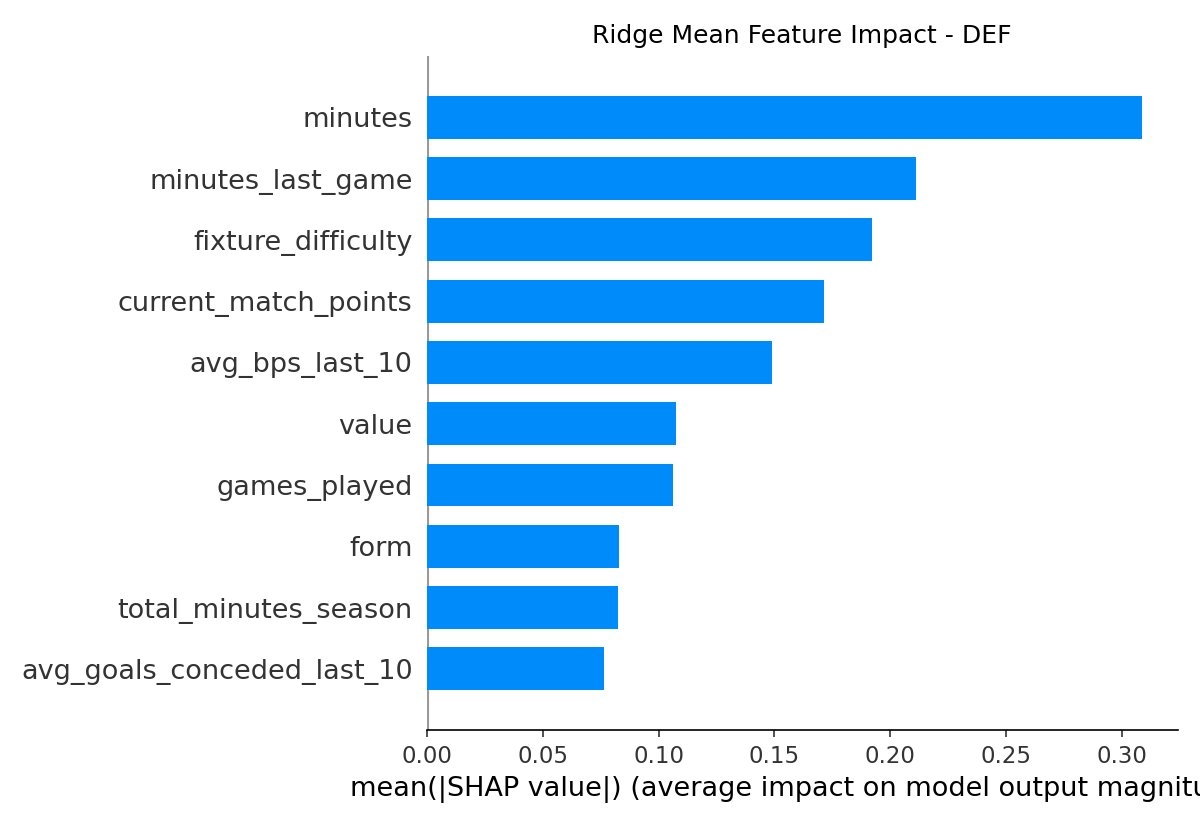 Ridge Mean Feature Impact - DEF
minutes
minutes_last_game
fixture_difficulty
current_match_points
avg_bps_last_10
value
games_played
form
total_minutes_season
avg_goals_conceded_last_10
0.00 0.05 0.10 0.15 0.20 0.25 0.30
mean(|SHAP value|) (average impact on model output magnitu